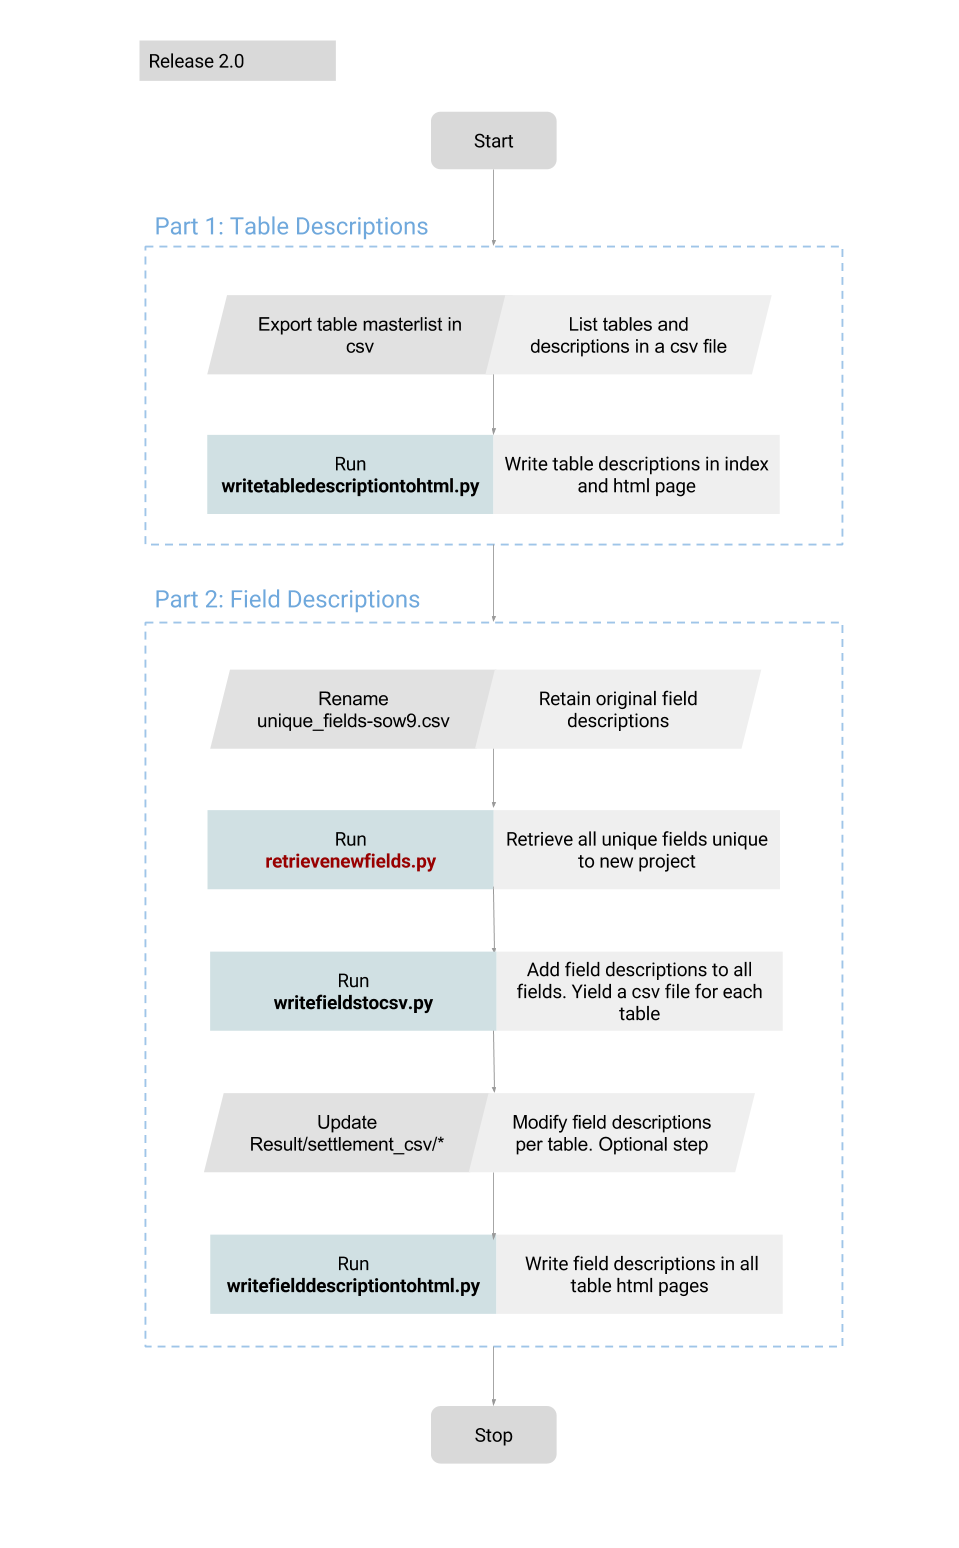 Release 2.0
Start
Part 1: Table Descriptions
Export table masterlist in
csv
List tables and
descriptions in a csv file
Run
writetabledescriptiontohtml.py
Write table descriptions in index
and html page
Part 2: Field Descriptions
Rename
unique_fields-sow9.csv
Retain original field
descriptions
Run
retrievenewfields.py
Retrieve all unique fields unique
to new project
Run
writefieldstocsv.py
Add field descriptions to all
fields. Yield a csv file for each
table
Update
Result/settlement_csv/*
Modify field descriptions
per table. Optional step
Run
writefielddescriptiontohtml.py
Write field descriptions in all
table html pages
Stop